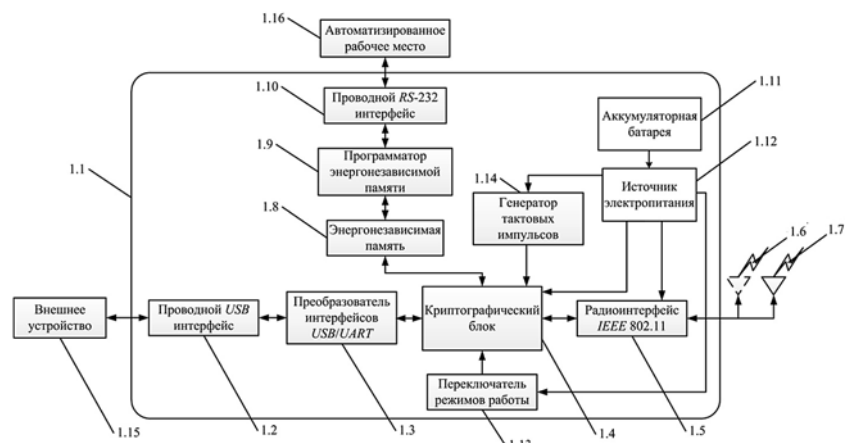 1.16
Автоматизированное
рабочее место
1.10
Проводной RS-232
интерфейс
1.11
Аккумуляторная
батарея
1.9
Программатор
энергонезависимой
памяти
1.12
Источник
электропитания
1.1
1.14
Генератор
тактовых
импульсов
1.8
Энергонезависимая
память
1.6
1.7
Внешнее
устройство
Проводной USB
интерфейс
Преобразователь
интерфейсов
USB/UART
Криптографический
блок
Радиоинтерфейс
IEEE 802.11
Переключатель
режимов работы
1.15
1.2
1.3
1.13
1.4
1.5